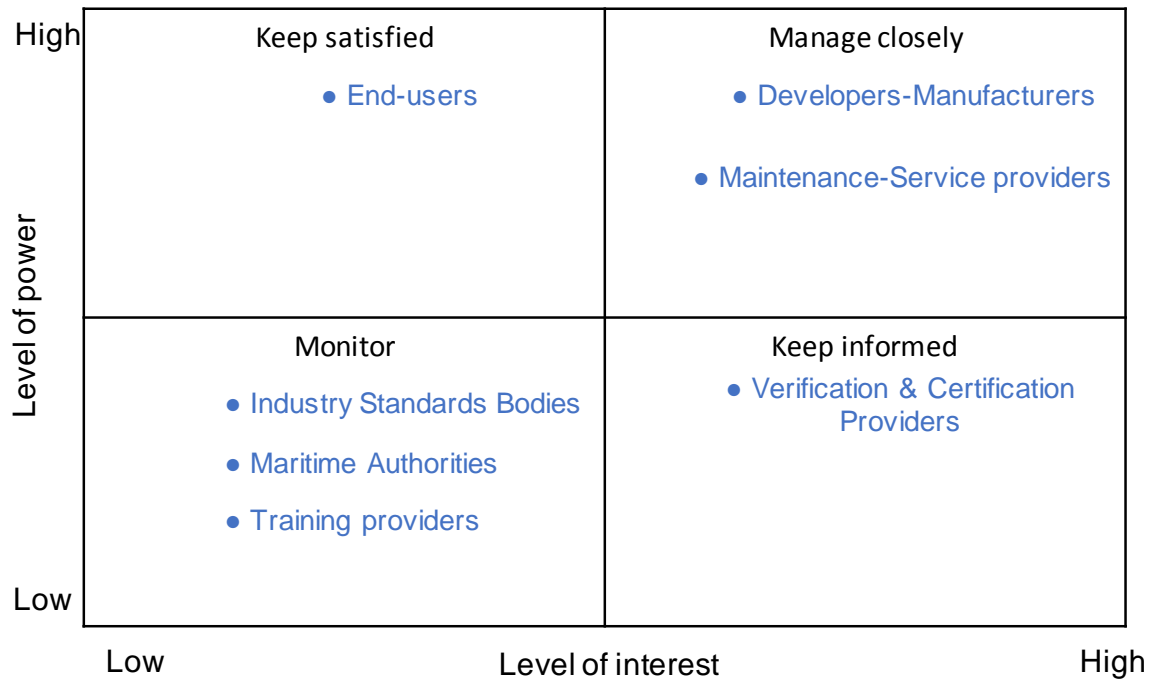 High
Keep satisfied
Manage closely
● End-users
● Developers-Manufacturers
● Maintenance-Service providers
Level of power
Monitor
Keep informed
● Industry Standards Bodies
● Verification & Certification
Providers
● Maritime Authorities
● Training providers
Low
Low
Level of interest
High